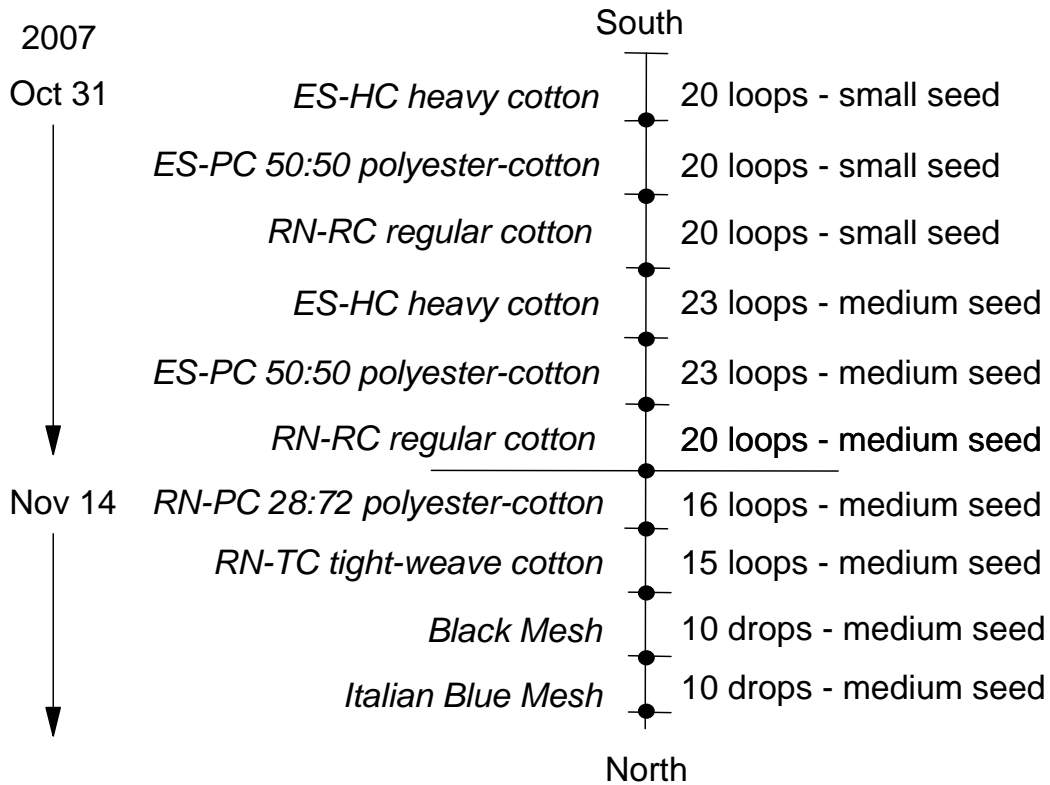 South
2007
Oct 31
ES-HC heavy cotton 20 loops - small seed
ES-PC 50:50 polyester-cotton 20 loops - small seed
RN-RC regular cotton 20 loops - small seed
ES-HC heavy cotton 23 loops - medium seed
ES-PC 50:50 polyester-cotton 23 loops - medium seed
RN-RC regular cotton 20 loops - medium seed
Nov 14 RN-PC 28:72 polyester-cotton 16 loops - medium seed
RN-TC tight-weave cotton 15 loops - medium seed
Black Mesh 10 drops - medium seed
Italian Blue Mesh 10 drops - medium seed
North